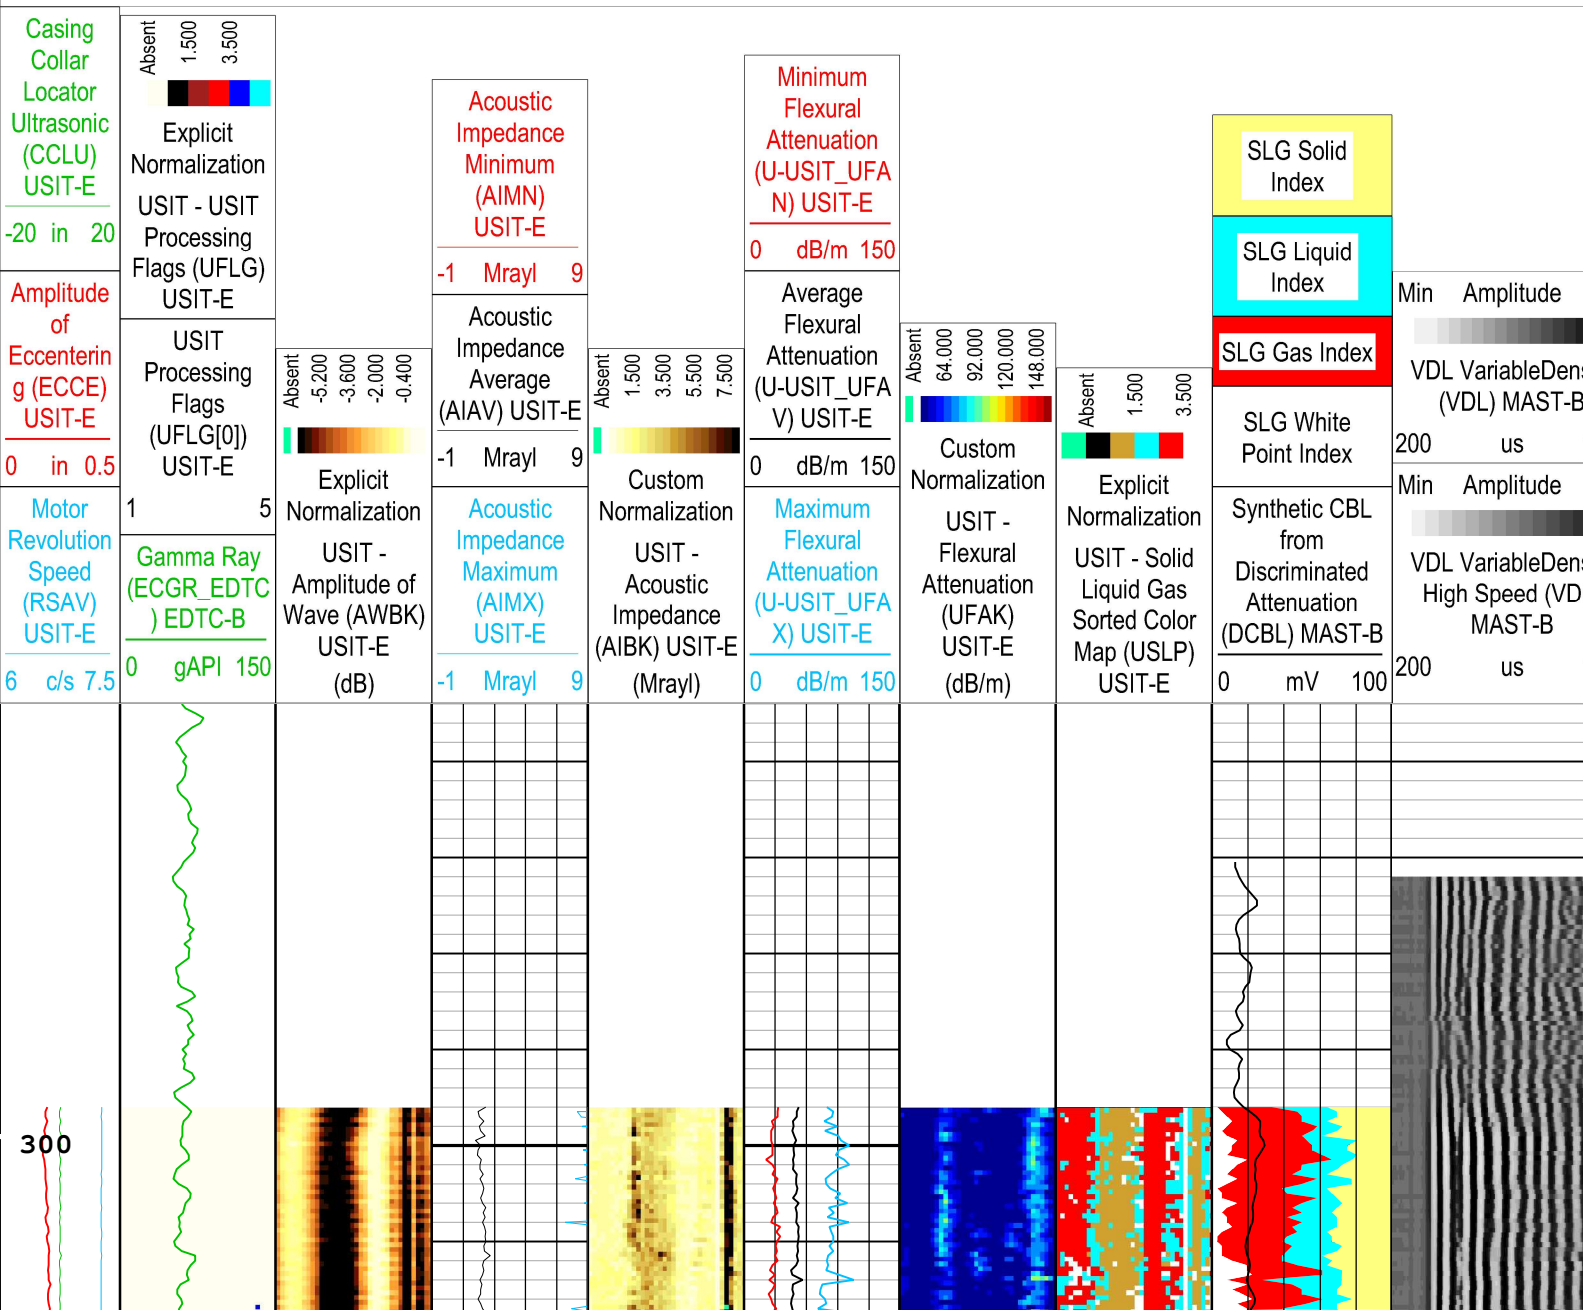 Casing
Collar
Locator
Ultrasonic
(CCLU)
USIT-E
-20 in 20
Amplitude
of
Eccenterin
g (ECCE)
USIT-E
0 in 0.5
Motor
Revolution
Speed
(RSAV)
USIT-E
6 c/s 7.5
Absent
1.500
3.500
Explicit
Normalization
USIT - USIT
Processing
Flags (UFLG)
USIT-E
USIT
Processing
Flags
(UFLG[0])
USIT-E
1 5
Gamma Ray
(ECGR_EDTC
) EDTC-B
0 gAPI 150
Absent
-5.200
-3.600
-2.000
-0.400
Explicit
Normalization
USIT -
Amplitude of
Wave (AWBK)
USIT-E
(dB)
Acoustic
Impedance
Minimum
(AIMN)
USIT-E
-1 Mrayl 9
Acoustic
Impedance
Average
(AIAV) USIT-E
-1 Mrayl 9
Acoustic
Impedance
Maximum
(AIMX)
USIT-E
-1 Mrayl 9
Absent
1.500
3.500
5.500
7.500
Custom
Normalization
USIT -
Acoustic
Impedance
(AIBK) USIT-E
(Mrayl)
Minimum
Flexural
Attenuation
(U-USIT_UFA
N) USIT-E
0 dB/m 150
Average
Flexural
Attenuation
(U-USIT_UFA
V) USIT-E
0 dB/m 150
Maximum
Flexural
Attenuation
(U-USIT_UFA
X) USIT-E
0 dB/m 150
Absent
64.000
92.000
120.000
148.000
Custom
Normalization
USIT -
Flexural
Attenuation
(UFAK)
USIT-E
(dB/m)
Absent
1.500
3.500
Explicit
Normalization
USIT - Solid
Liquid Gas
Sorted Color
Map (USLP)
USIT-E
SLG Solid
Index
SLG Liquid
Index
SLG Gas Index
SLG White
Point Index
Synthetic CBL
from
Discriminated
Attenuation
(DCBL) MAST-B
0 mV 100
Min Amplitude
VDL VariableDens
(VDL) MAST-B
200 us
Min Amplitude
VDL VariableDens
High Speed (VD
MAST-B
200 us
300